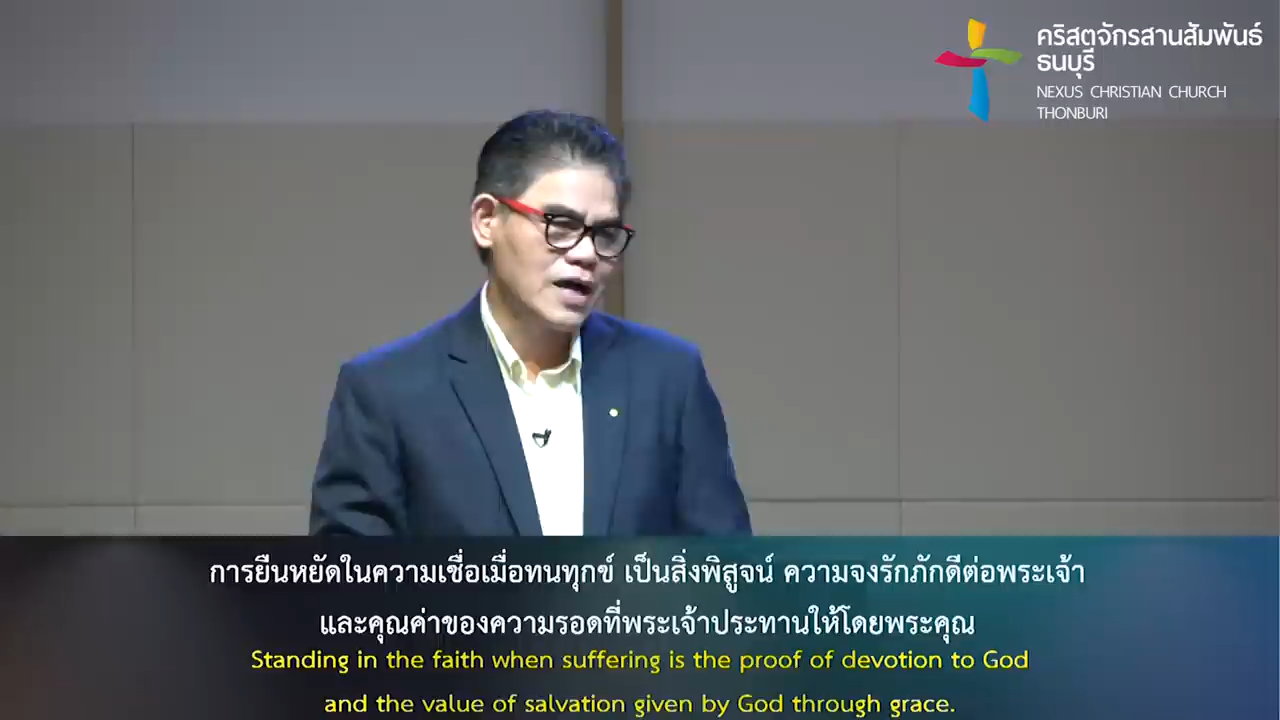 คริสตจักรสานสัมพันธ์
ธนบุรี
NEXUS CHRISTIAN CHURCH
THONBURI
การยืนหยัดในความเชื่อเมื่อทนทุกข์ เป็นสิ่งพิสูจน์ ความจงรักภักดีต่อพระเจ้า
และคุณค่าของความรอดที่พระเจ้าประทานให้โดยพระคุณ
Standing in the faith when suffering is the proof of devotion to God
and the value of salvation given by God through grace.